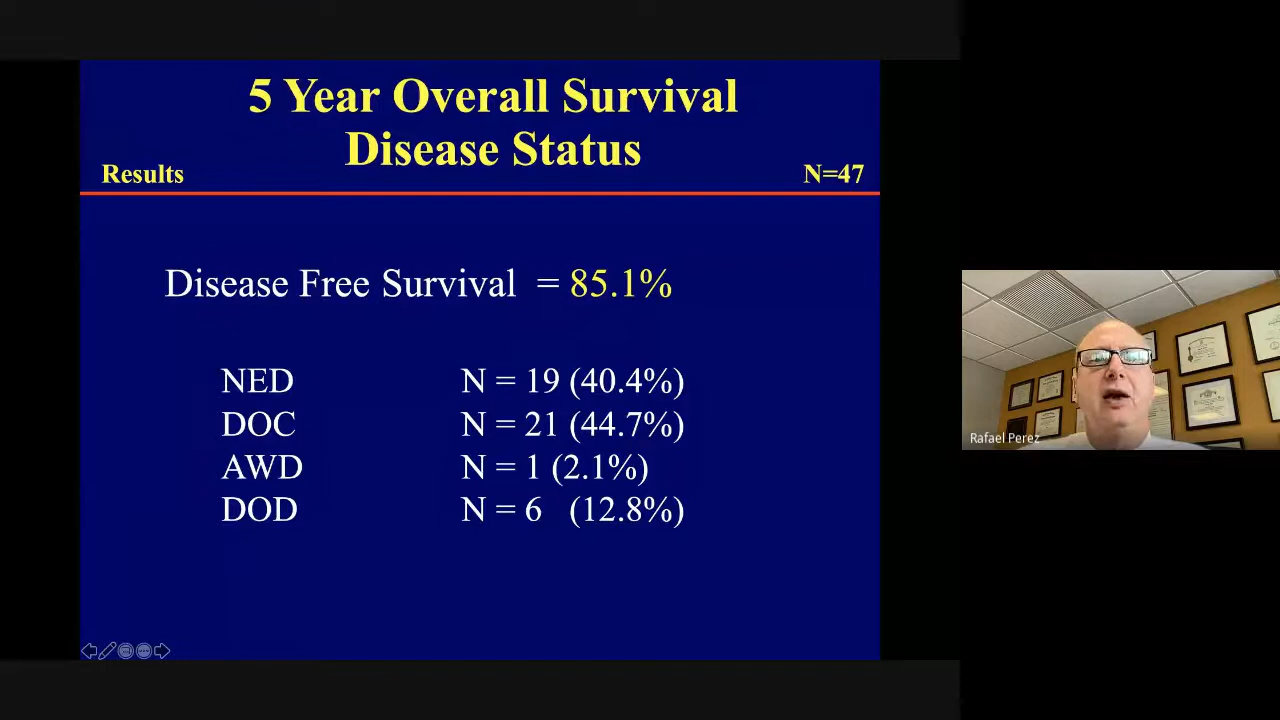 5 Year Overall Survival
Disease Status
Results
N=47
Disease Free Survival = 85.1%
NED N = 19 (40.4%)
DOC N = 21 (44.7%)
AWD N = 1 (2.1%)
DOD N = 6 (12.8%)
Rafael Perez